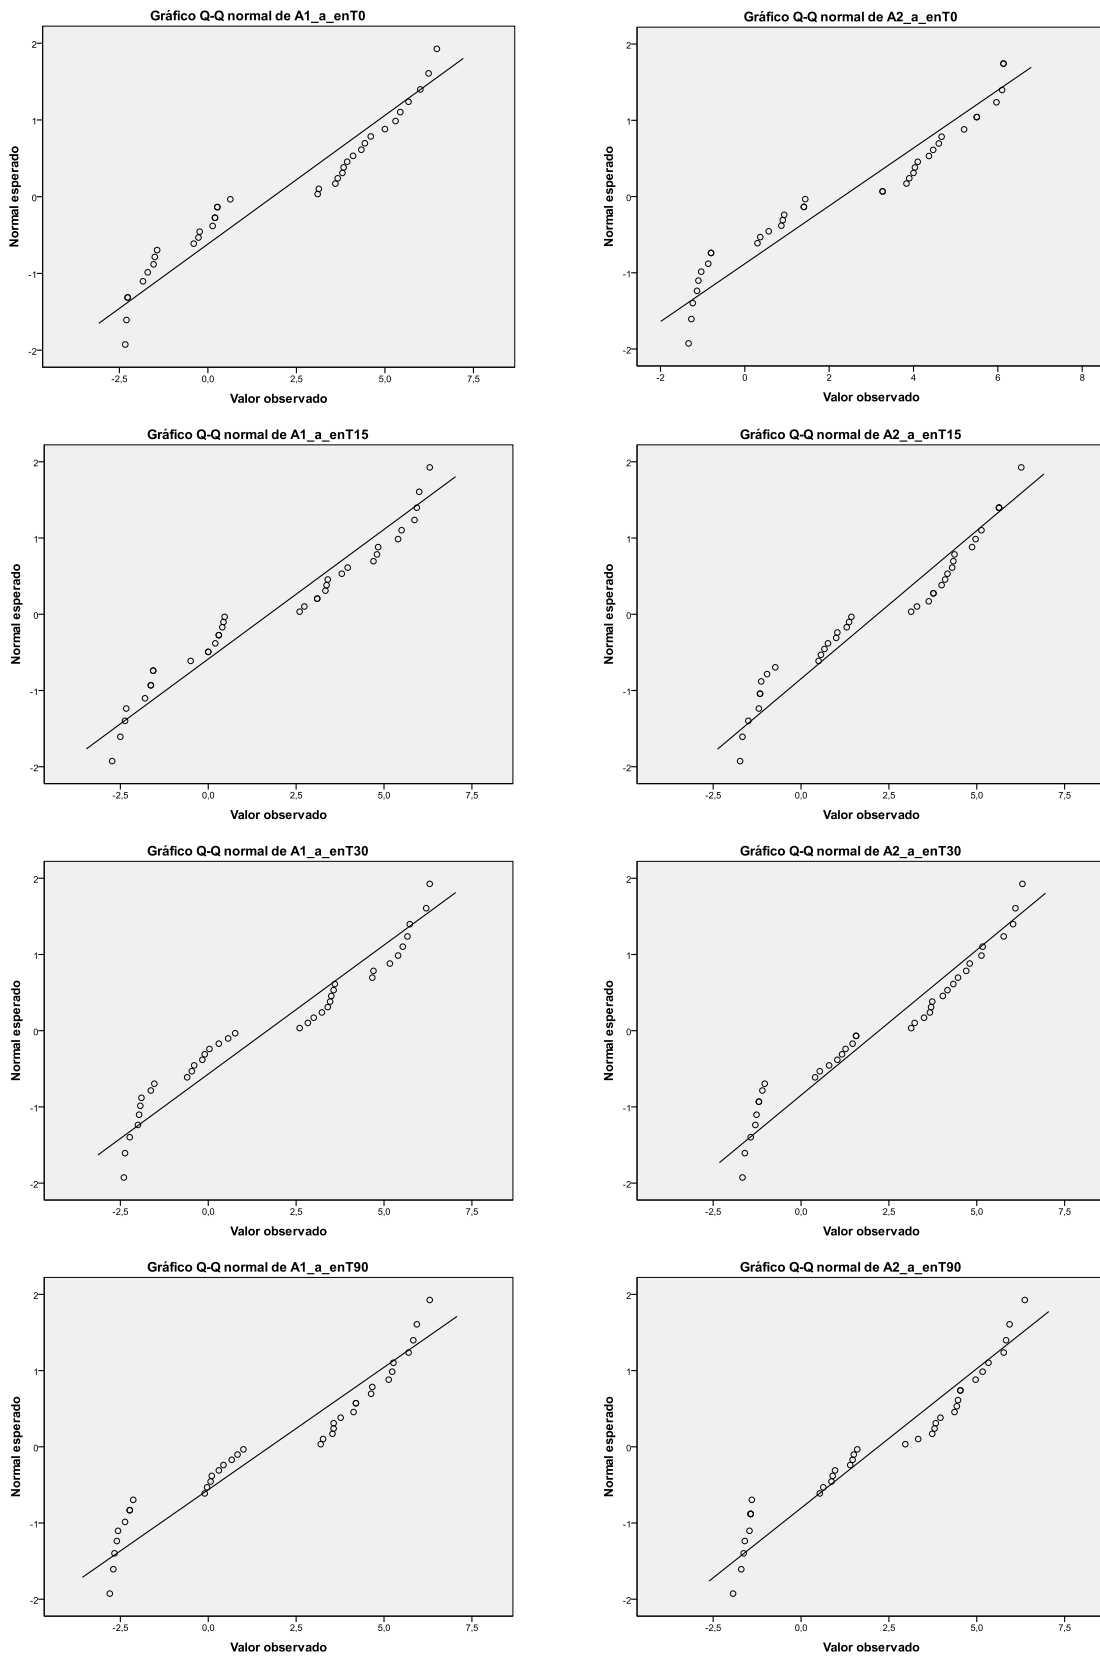 Gráfico Q-Q normal de A1_a_enT0
Normal esperado
2
1
0
-1
-2
-2,5 0,0 2,5 5,0 7,5
Valor observado
Gráfico Q-Q normal de A2_a_enT0
Normal esperado
2
1
0
-1
-2
-2 0 2 4 6 8
Valor observado
Gráfico Q-Q normal de A1_a_enT15
Normal esperado
2
1
0
-1
-2
-2,5 0,0 2,5 5,0 7,5
Valor observado
Gráfico Q-Q normal de A2_a_enT15
Normal esperado
2
1
0
-1
-2
-2,5 0,0 2,5 5,0 7,5
Valor observado
Gráfico Q-Q normal de A1_a_enT30
Normal esperado
2
1
0
-1
-2
-2,5 0,0 2,5 5,0 7,5
Valor observado
Gráfico Q-Q normal de A2_a_enT30
Normal esperado
2
1
0
-1
-2
-2,5 0,0 2,5 5,0 7,5
Valor observado
Gráfico Q-Q normal de A1_a_enT90
Normal esperado
2
1
0
-1
-2
-2,5 0,0 2,5 5,0 7,5
Valor observado
Gráfico Q-Q normal de A2_a_enT90
Normal esperado
2
1
0
-1
-2
-2,5 0,0 2,5 5,0 7,5
Valor observado